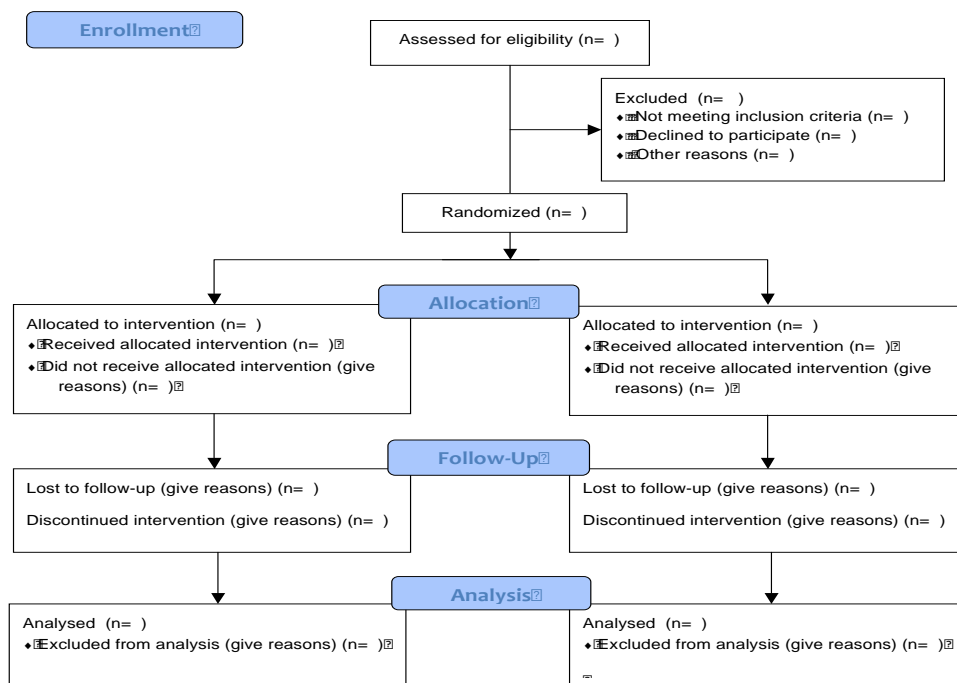 Enrollment
Assessed for eligibility (n= )
Excluded (n= )
◆ Not meeting inclusion criteria (n= )
◆ Declined to participate (n= )
◆ Other reasons (n= )
Randomized (n= )
Allocation
Allocated to intervention (n= )
◆ Received allocated intervention (n= )
◆ Did not receive allocated intervention (give
reasons) (n= )
Allocated to intervention (n= )
◆ Received allocated intervention (n= )
◆ Did not receive allocated intervention (give
reasons) (n= )
Follow-Up
Lost to follow-up (give reasons) (n= )
Discontinued intervention (give reasons) (n= )
Lost to follow-up (give reasons) (n= )
Discontinued intervention (give reasons) (n= )
Analysis
Analysed (n= )
◆ Excluded from analysis (give reasons) (n= )
Analysed (n= )
◆ Excluded from analysis (give reasons) (n= )